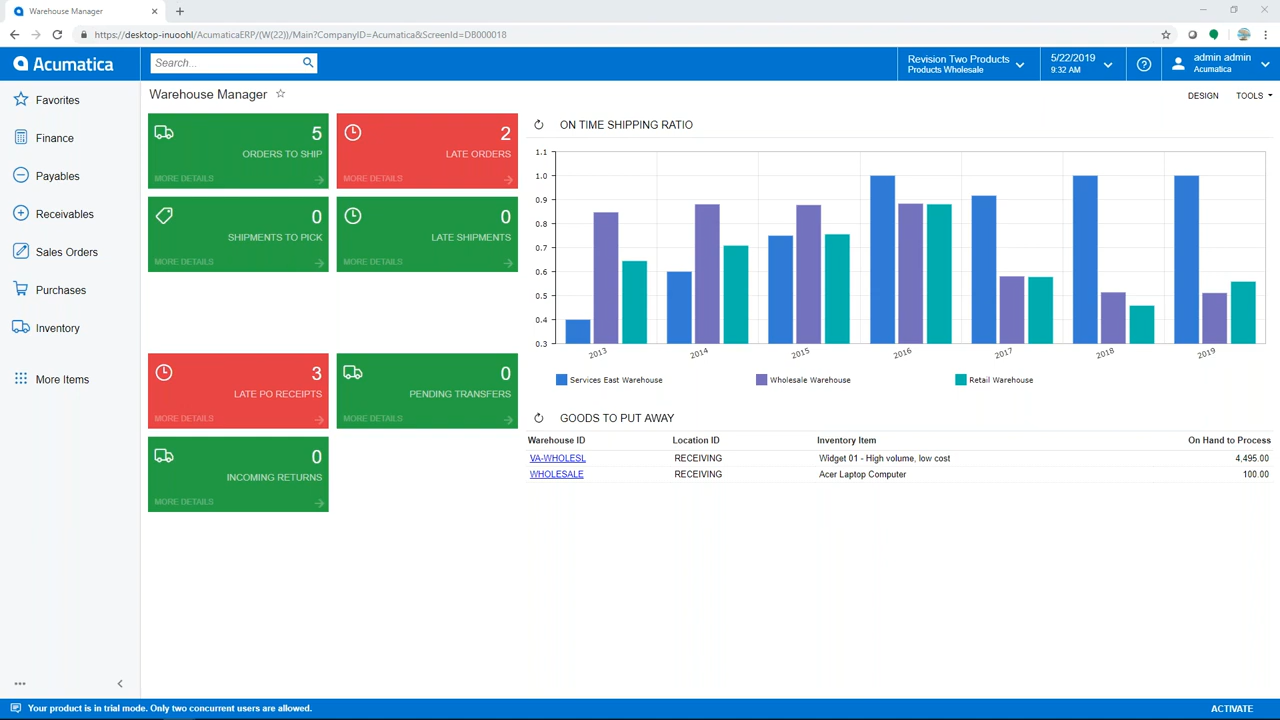 Warehouse Manager
https://desktop-inuoohl/AcumaticaERP/(W(22))/Main?CompanyID=Acumatica&ScreenId=DB000018
Acumatica
Search...
Revision Two Products
Products Wholesale
5/22/2019
9:32 AM
admin admin
Acumatica
Favorites
Finance
Payables
Receivables
Sales Orders
Purchases
Inventory
More Items
Warehouse Manager
DESIGN
TOOLS
5
ORDERS TO SHIP
MORE DETAILS
2
LATE ORDERS
MORE DETAILS
0
SHIPMENTS TO PICK
MORE DETAILS
0
LATE SHIPMENTS
MORE DETAILS
3
LATE PO RECEIPTS
MORE DETAILS
0
PENDING TRANSFERS
MORE DETAILS
0
INCOMING RETURNS
MORE DETAILS
ON TIME SHIPPING RATIO
1.1
1.0
0.9
0.8
0.7
0.6
0.5
0.4
0.3
2013 2014 2015 2016 2017 2018 2019
Services East Warehouse Wholesale Warehouse Retail Warehouse
GOODS TO PUT AWAY
Warehouse ID Location ID Inventory Item On Hand to Process
VA-WHOLESL RECEIVING Widget 01 - High volume, low cost 4,495.00
WHOLESALE RECEIVING Acer Laptop Computer 100.00
Your product is in trial mode. Only two concurrent users are allowed.
ACTIVATE